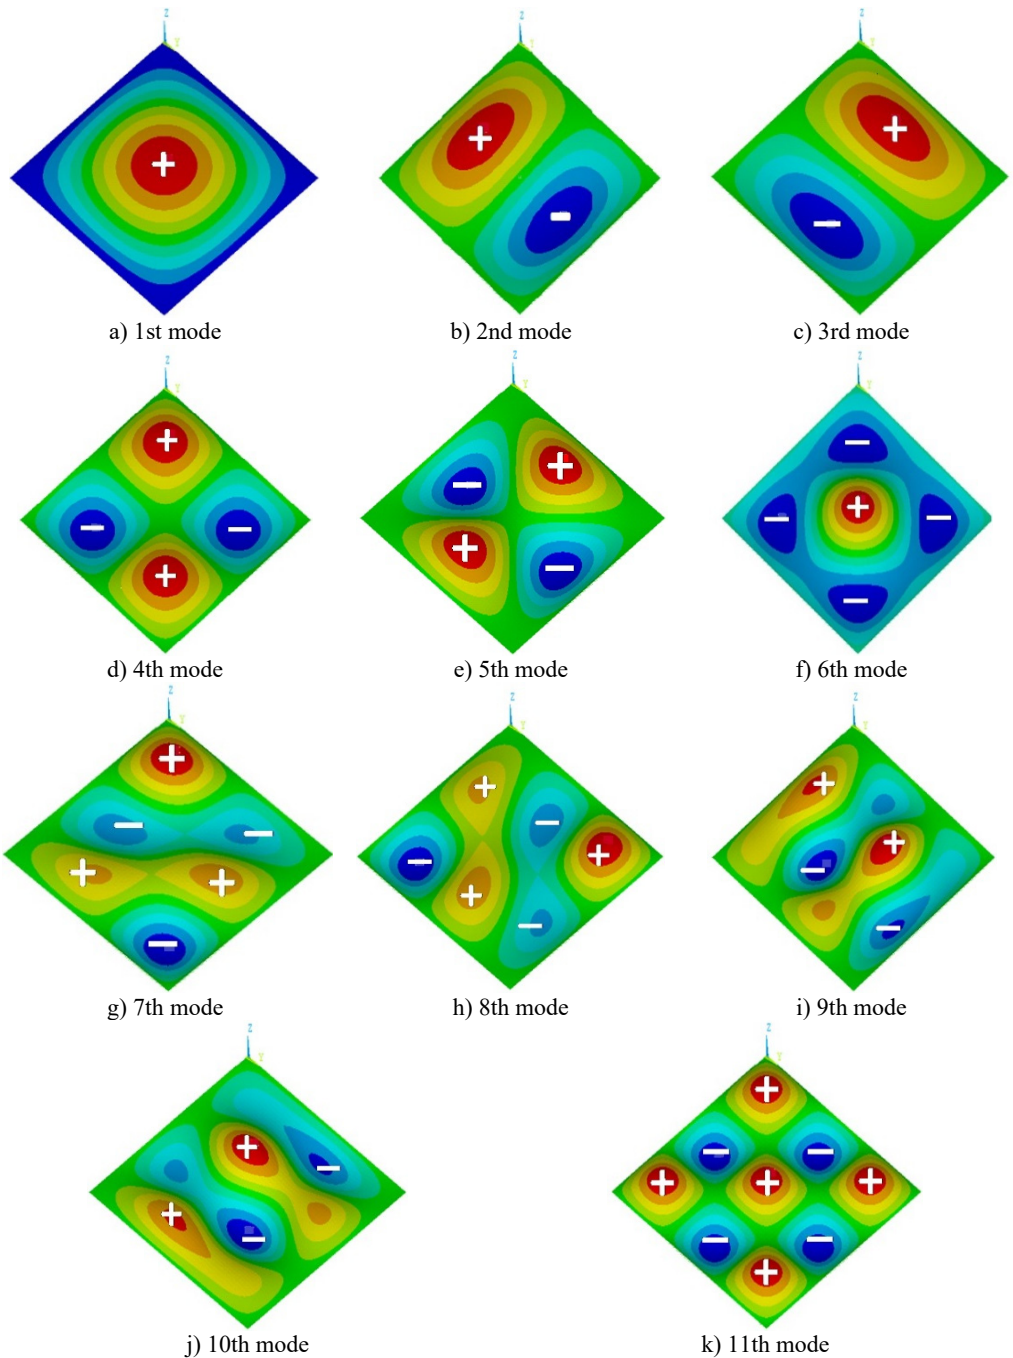 Z
Y
Z
Y
Z
Y
+
+
-
+
-
a) 1st mode
b) 2nd mode
c) 3rd mode
Z
Y
Z
Y
Z
Y
+
-
-
+
+
-
+
-
-
-
+
-
-
d) 4th mode
e) 5th mode
f) 6th mode
Z
Y
Z
Y
Z
Y
+
-
-
+
+
-
+
-
-
+
+
-
+
+
-
-
g) 7th mode
h) 8th mode
i) 9th mode
Z
Y
Z
Y
+
-
+
-
+
-
-
+
+
+
-
-
+
j) 10th mode
k) 11th mode